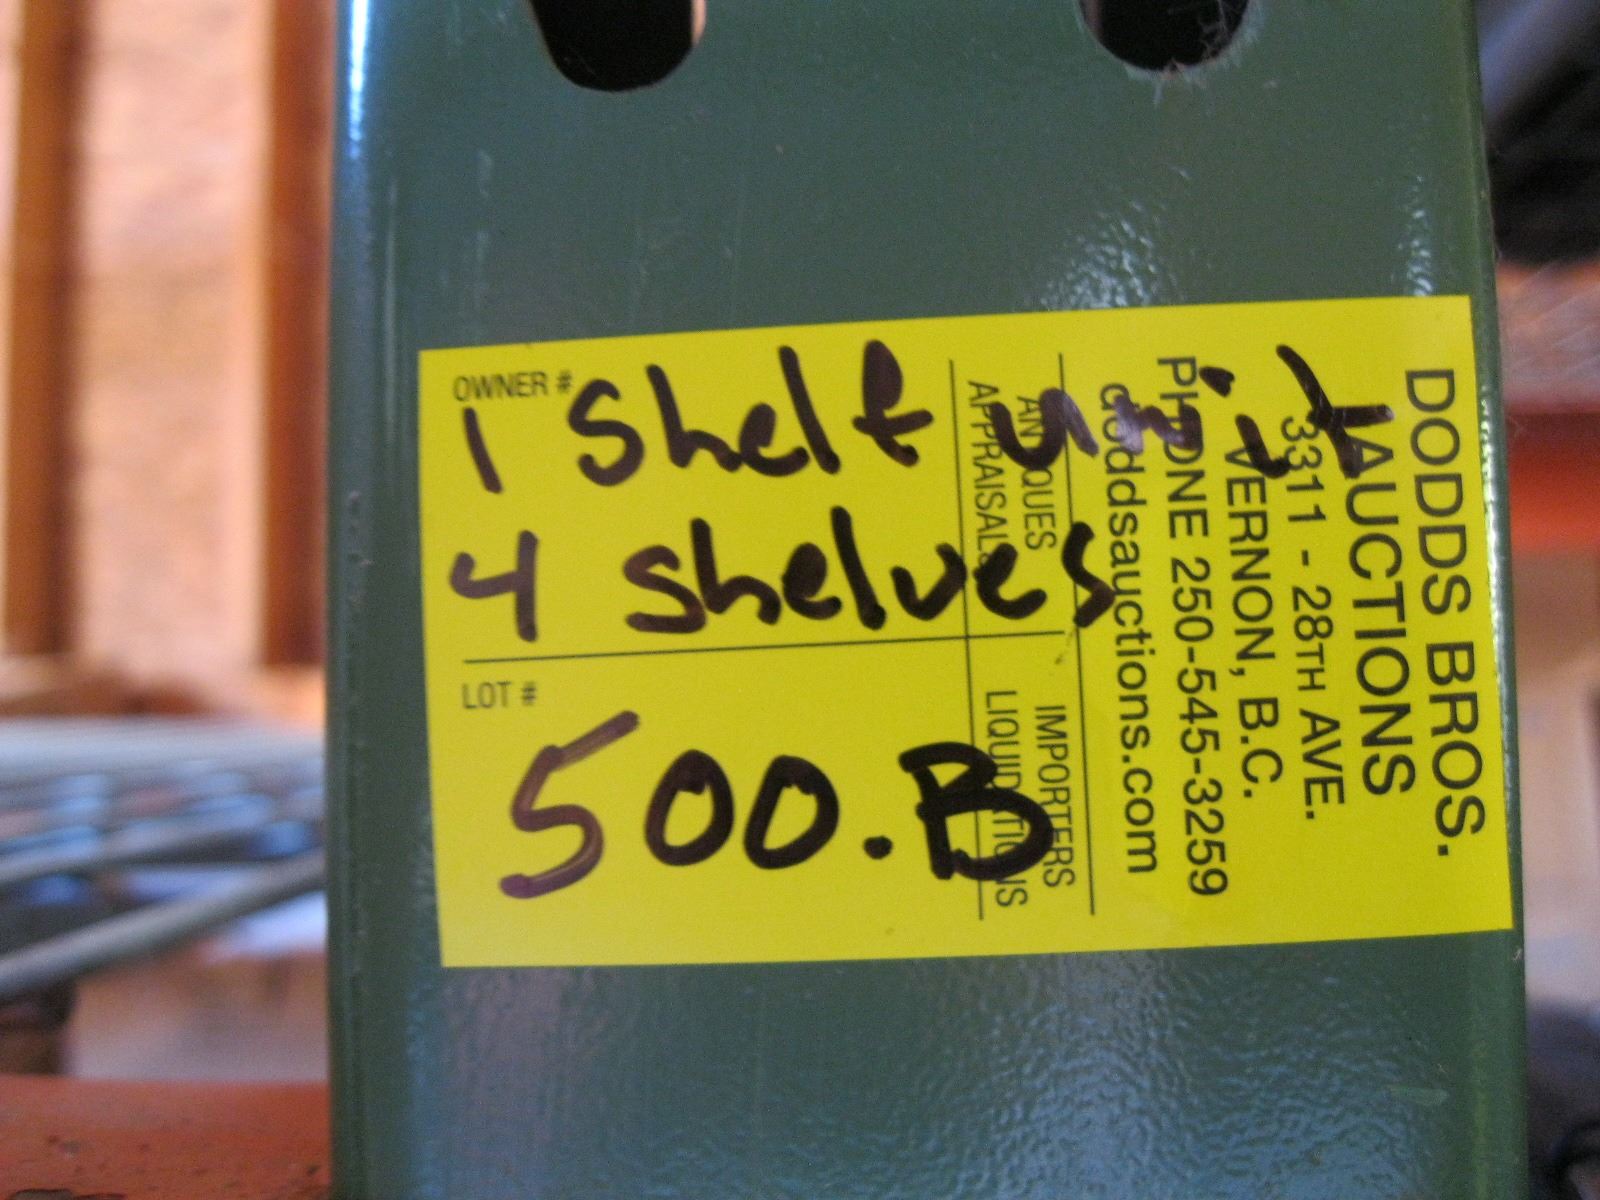 OWNER #
1 Shelf unit
4 shelves
LOT #
500.B
DODDS BROS.
AUCTIONS
3311 - 28TH AVE.
VERNON, B.C.
PHONE 250-545-3259
doddsauctions.com
ANTIQUES IMPORTERS
APPRAISALS LIQUIDATIONS